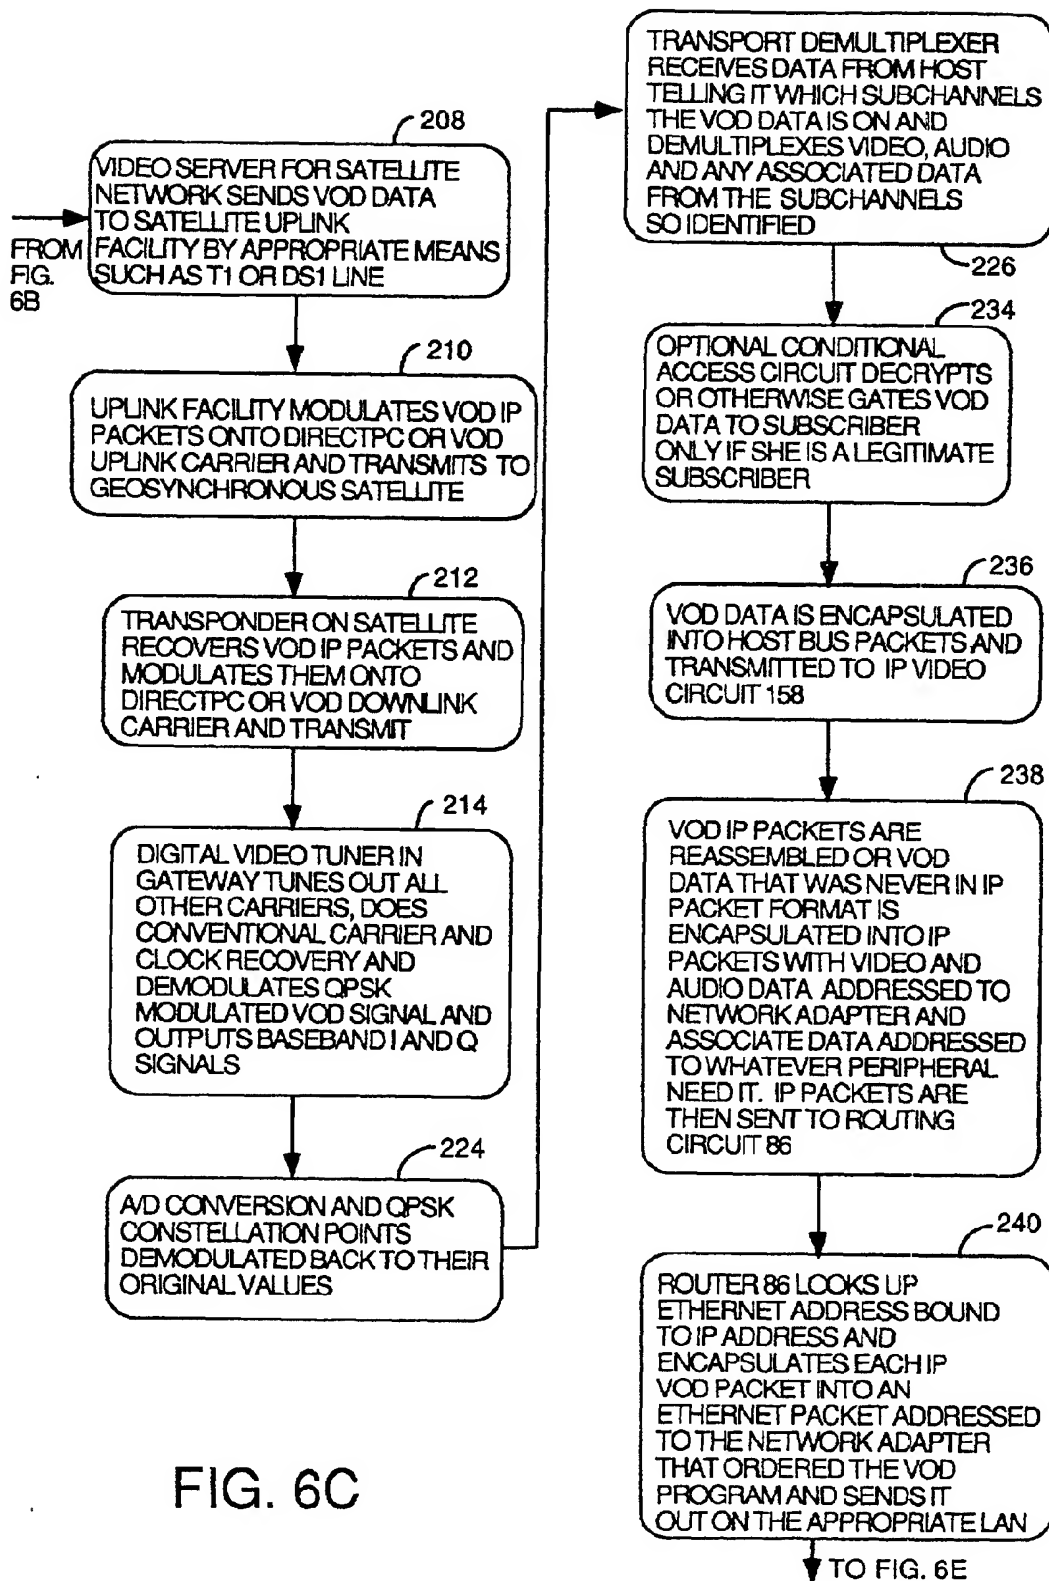 208
VIDEO SERVER FOR SATELLITE
NETWORK SENDS VOD DATA
TO SATELLITE UPLINK
FACILITY BY APPROPRIATE MEANS
SUCH AS T1 OR DS1 LINE
FROM
FIG.
6B
210
UPLINK FACILITY MODULATES VOD IP
PACKETS ONTO DIRECTPC OR VOD
UPLINK CARRIER AND TRANSMITS TO
GEOSYNCHRONOUS SATELLITE
212
TRANSPONDER ON SATELLITE
RECOVERS VOD IP PACKETS AND
MODULATES THEM ONTO
DIRECTPC OR VOD DOWNLINK
CARRIER AND TRANSMIT
214
DIGITAL VIDEO TUNER IN
GATEWAY TUNES OUT ALL
OTHER CARRIERS, DOES
CONVENTIONAL CARRIER AND
CLOCK RECOVERY AND
DEMODULATES QPSK
MODULATED VOD SIGNAL AND
OUTPUTS BASEBAND I AND Q
SIGNALS
224
A/D CONVERSION AND QPSK
CONSTELLATION POINTS
DEMODULATED BACK TO THEIR
ORIGINAL VALUES
TRANSPORT DEMULTIPLEXER
RECEIVES DATA FROM HOST
TELLING IT WHICH SUBCHANNELS
THE VOD DATA IS ON AND
DEMULTIPLEXES VIDEO, AUDIO
AND ANY ASSOCIATED DATA
FROM THE SUBCHANNELS
SO IDENTIFIED
226
234
OPTIONAL CONDITIONAL
ACCESS CIRCUIT DECRYPTS
OR OTHERWISE GATES VOD
DATA TO SUBSCRIBER
ONLY IF SHE IS A LEGITIMATE
SUBSCRIBER
236
VOD DATA IS ENCAPSULATED
INTO HOST BUS PACKETS AND
TRANSMITTED TO IP VIDEO
CIRCUIT 158
238
VOD IP PACKETS ARE
REASSEMBLED OR VOD
DATA THAT WAS NEVER IN IP
PACKET FORMAT IS
ENCAPSULATED INTO IP
PACKETS WITH VIDEO AND
AUDIO DATA ADDRESSED TO
NETWORK ADAPTER AND
ASSOCIATE DATA ADDRESSED
TO WHATEVER PERIPHERAL
NEED IT. IP PACKETS ARE
THEN SENT TO ROUTING
CIRCUIT 86
240
ROUTER 86 LOOKS UP
ETHERNET ADDRESS BOUND
TO IP ADDRESS AND
ENCAPSULATES EACH IP
VOD PACKET INTO AN
ETHERNET PACKET ADDRESSED
TO THE NETWORK ADAPTER
THAT ORDERED THE VOD
PROGRAM AND SENDS IT
OUT ON THE APPROPRIATE LAN
TO FIG. 6E
FIG. 6C